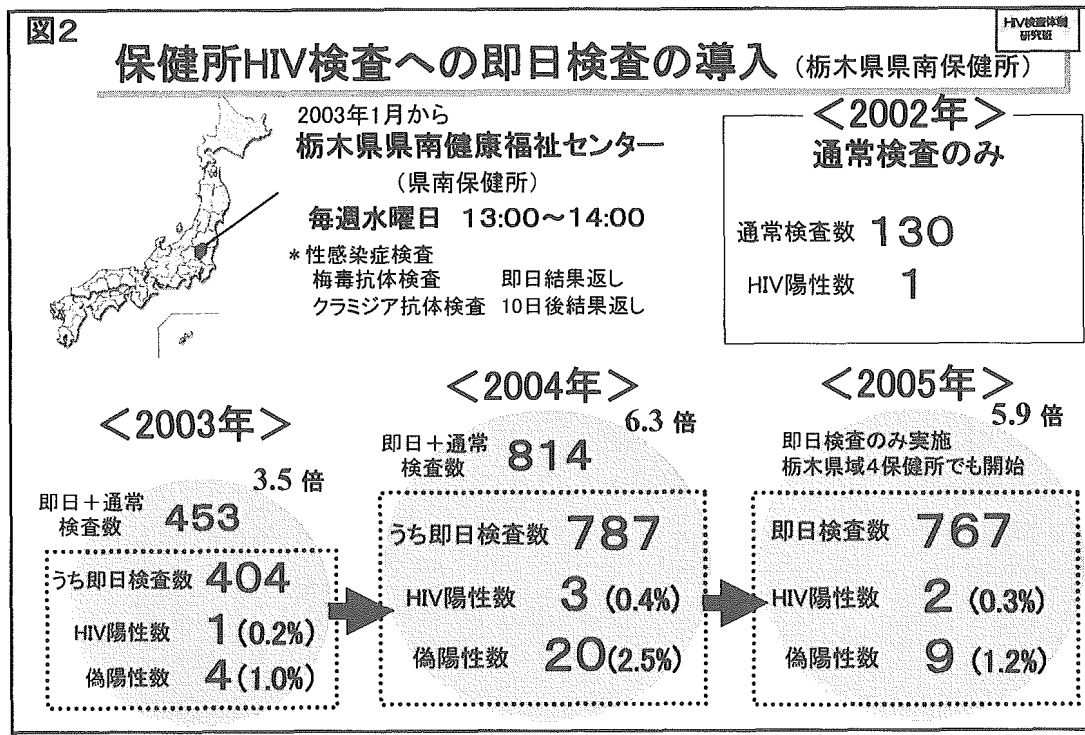 図2
HIV検査体制
研究班
保健所HIV検査への即日検査の導入 (栃木県県南保健所)
2003年1月から
栃木県県南健康福祉センター
(県南保健所)
毎週水曜日 13:00〜14:00
*性感染症検査
梅毒抗体検査 即日結果返し
クラミジア抗体検査 10日後結果返し
<2002年>
通常検査のみ
通常検査数 130
HIV陽性数 1
<2003年>
3.5 倍
即日+通常
検査数 453
うち即日検査数 404
HIV陽性数 1(0.2%)
偽陽性数 4(1.0%)
<2004年>
6.3 倍
即日+通常
検査数 814
うち即日検査数 787
HIV陽性数 3 (0.4%)
偽陽性数 20(2.5%)
<2005年>
5.9 倍
即日検査のみ実施
栃木県域4保健所でも開始
即日検査数 767
HIV陽性数 2 (0.3%)
偽陽性数 9 (1.2%)